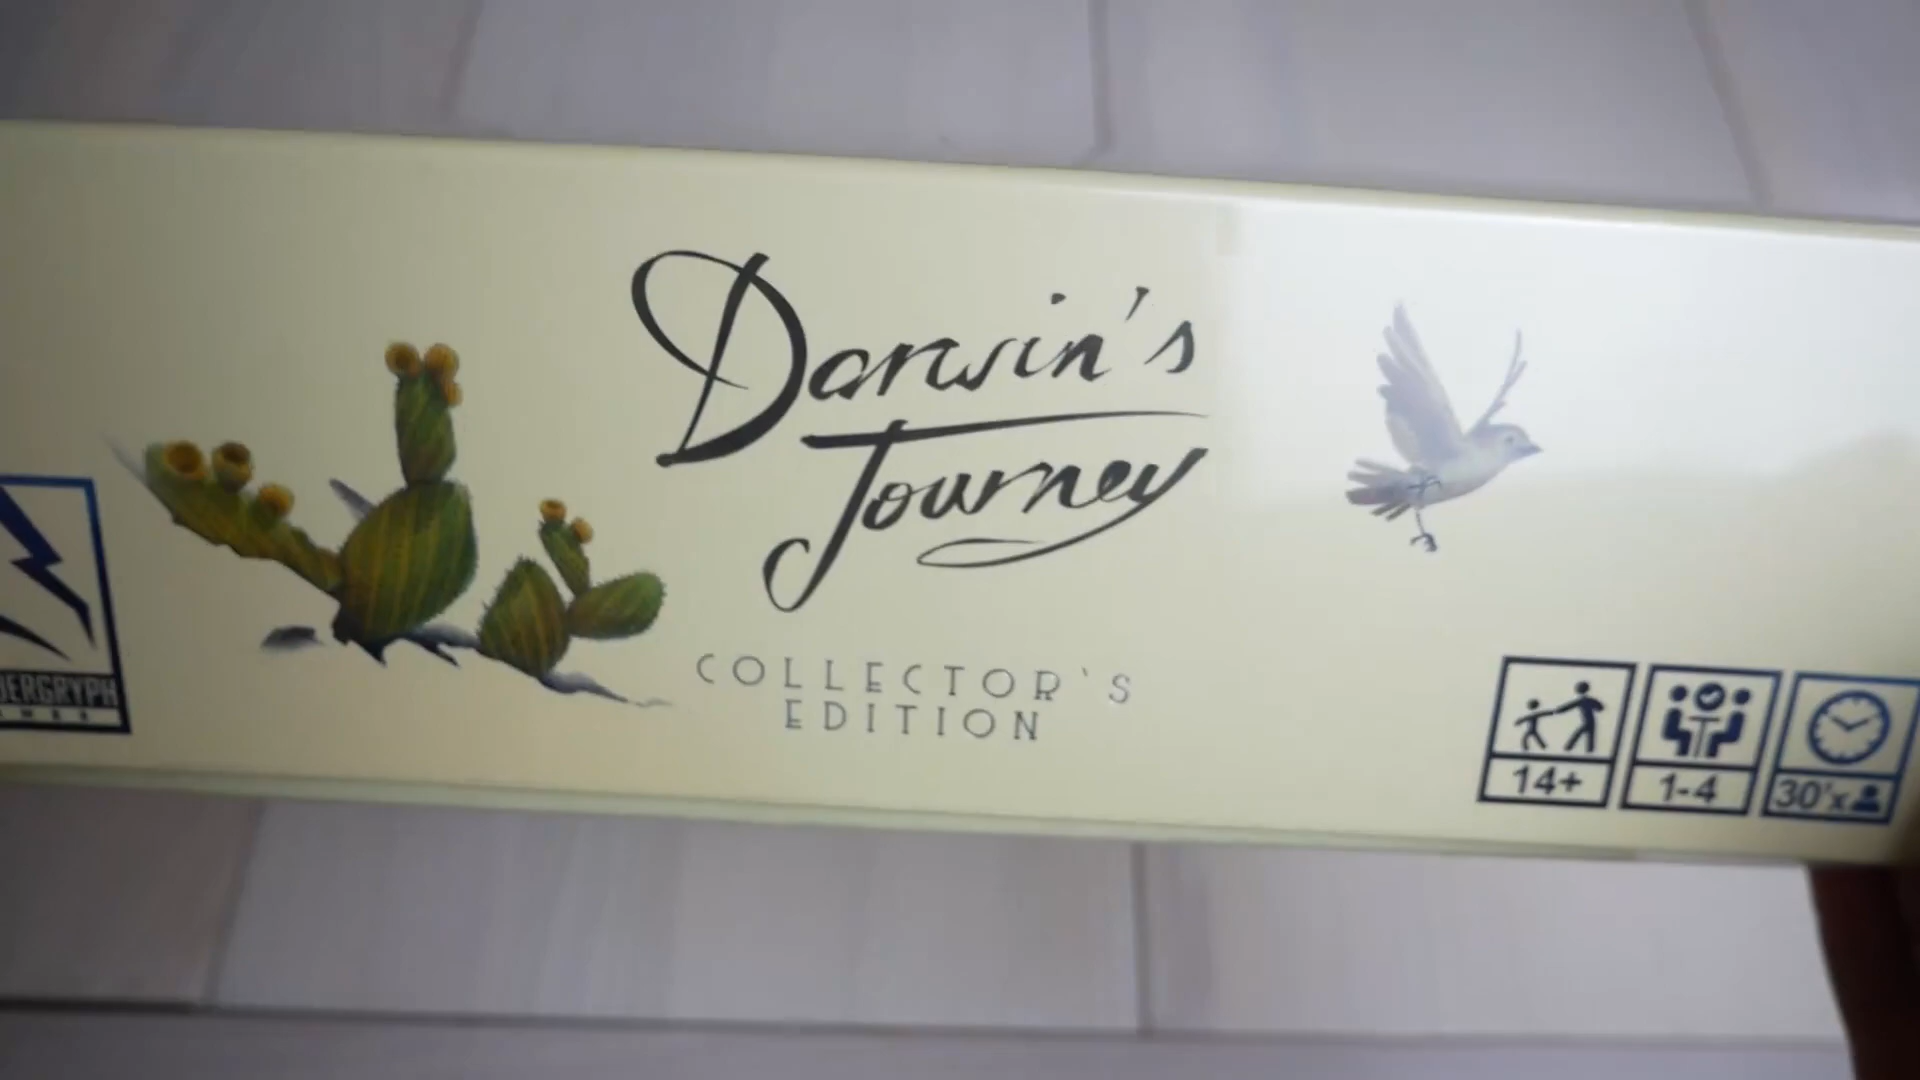 Darwin's
Journey
COLLECTOR'S
EDITION
14+
1-4
30'x